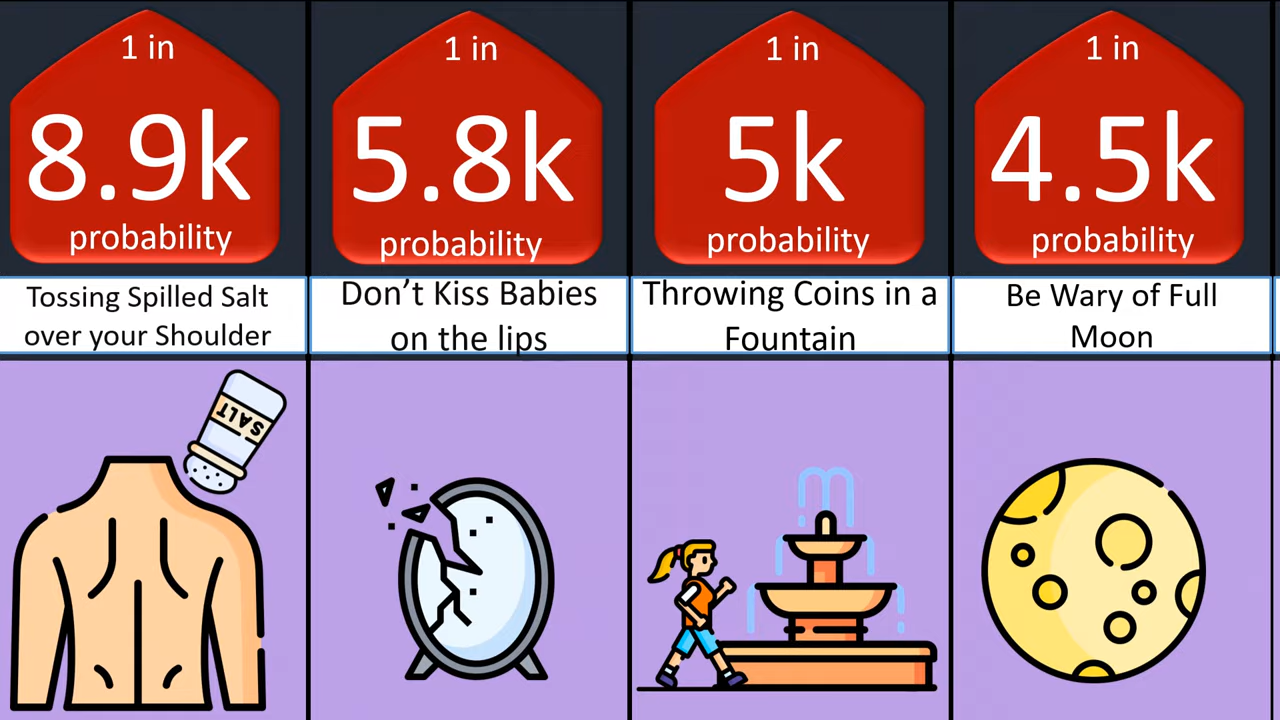 1 in
8.9k
probability
Tossing Spilled Salt
over your Shoulder
SALT
1 in
5.8k
probability
Don’t Kiss Babies
on the lips
1 in
5k
probability
Throwing Coins in a
Fountain
1 in
4.5k
probability
Be Wary of Full
Moon